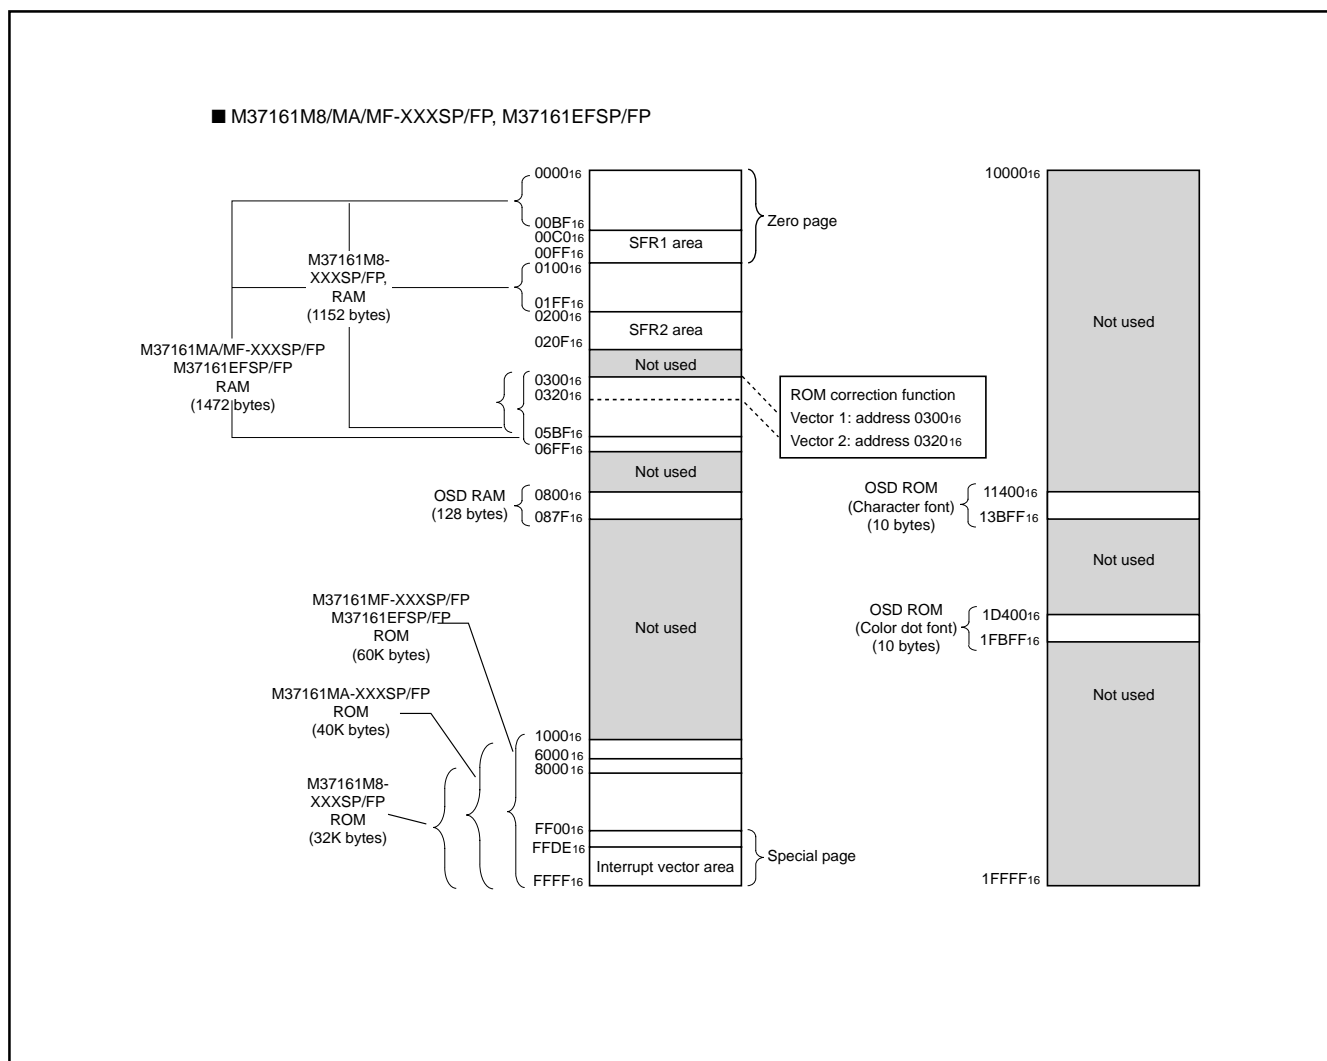 ■ M37161M8/MA/MF-XXXSP/FP, M37161EFSP/FP
M37161M8-
XXXSP/FP,
RAM
(1152 bytes)
M37161MA/MF-XXXSP/FP
M37161EFSP/FP
RAM
(1472 bytes)
000016
00BF16
00C016
00FF16
010016
01FF16
020016
020F16
030016
032016
05BF16
06FF16
SFR1 area
SFR2 area
Not used
Zero page
ROM correction function
Vector 1: address 030016
Vector 2: address 032016
Not used
OSD RAM
(128 bytes)
080016
087F16
Not used
M37161MF-XXXSP/FP
M37161EFSP/FP
ROM
(60K bytes)
M37161MA-XXXSP/FP
ROM
(40K bytes)
M37161M8-
XXXSP/FP
ROM
(32K bytes)
100016
600016
800016
FF0016
FFDE16
FFFF16
Interrupt vector area
Special page
1000016
Not used
OSD ROM
(Character font)
(10 bytes)
1140016
13BFF16
Not used
OSD ROM
(Color dot font)
(10 bytes)
1D40016
1FBFF16
Not used
1FFFF16